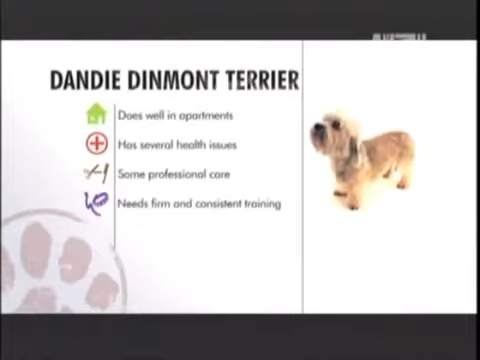 DANDIE DINMONT TERRIER
Does well in apartments
Has several health issues
Some professional care
Needs firm and consistent training